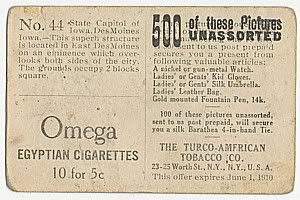 No. 44
State Capitol of
Iowa, Des Moines
Iowa.—This superb structure
is located in East Des Moines
on an eminence which over-
looks both sides of the city.
The grounds occupy 2 blocks
square.
Omega
EGYPTIAN CIGARETTES
10 for 5c
500 of these Pictures
UNASSORTED
sent to us post prepaid
secures you a present from
following valuable articles:
A nickel or gun-metal Watch.
Ladies' or Gents' Kid Gloves.
Ladies' or Gents' Silk Umbrella.
Ladies' Leather Bag.
Gold mounted Fountain Pen, 14k.
100 of these pictures unassorted,
sent to us post prepaid, will secure
you a silk Barathea 4-in-hand Tie.
THE TURCO-AMERICAN
TOBACCO CO.
23-25 Worth St., N.Y., N.Y., U.S.A.
This offer expires June 1, 1910